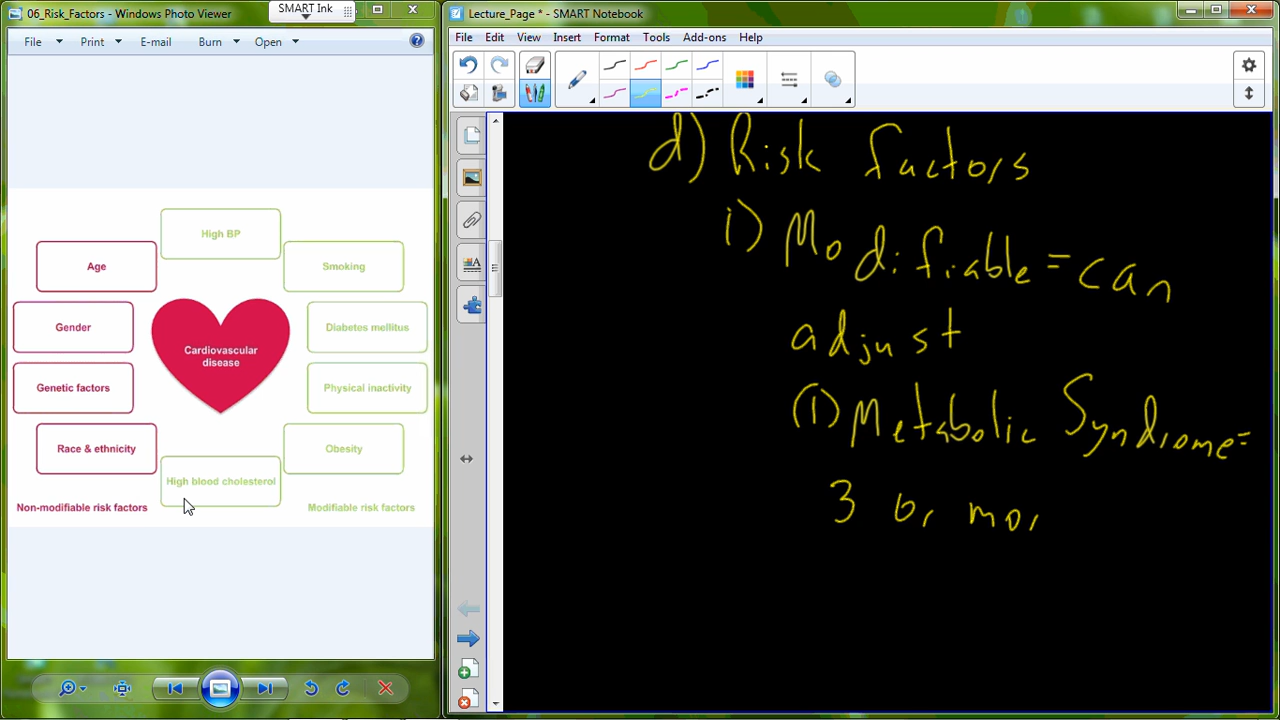 06_Risk_Factors - Windows Photo Viewer
SMART Ink
File Print E-mail Burn Open
High BP
Age
Smoking
Gender
Diabetes mellitus
Cardiovascular
disease
Genetic factors
Physical inactivity
Race & ethnicity
Obesity
High blood cholesterol
Non-modifiable risk factors
Modifiable risk factors
Lecture_Page * - SMART Notebook
File Edit View Insert Format Tools Add-ons Help
d) Risk factors
i) Modifiable = can
adjust
(1) Metabolic Syndrome=
3 or mor